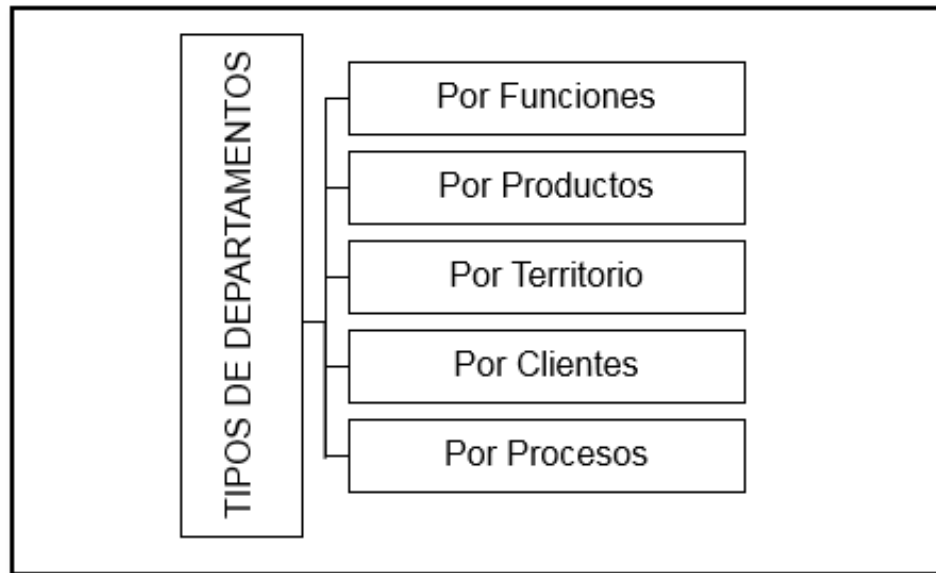 TIPOS DE DEPARTAMENTOS
Por Funciones
Por Productos
Por Territorio
Por Clientes
Por Procesos